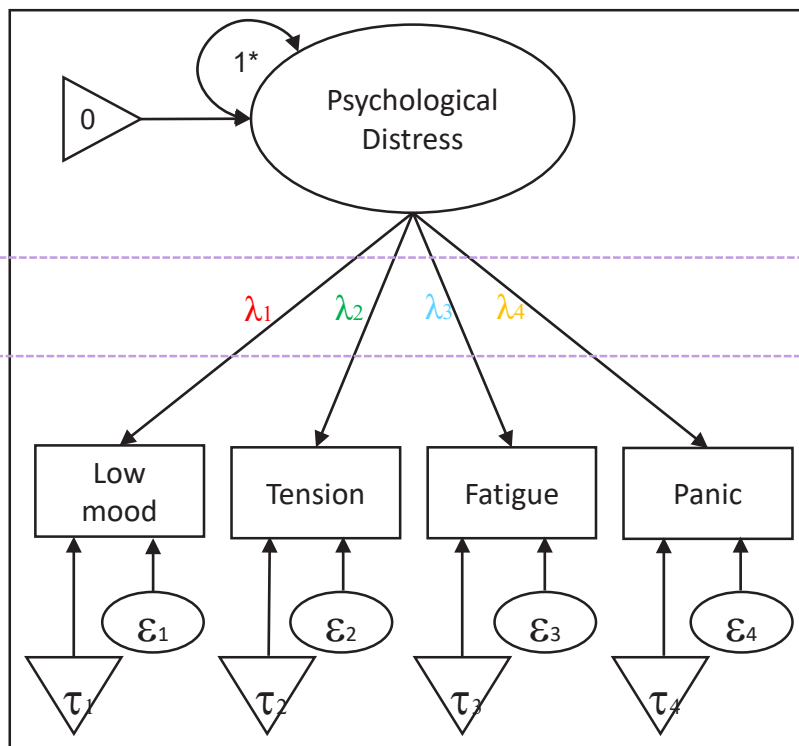 1*
0
Psychological
Distress
λ1
λ2
λ3
λ4
Low
mood
Tension
Fatigue
Panic
ε1
ε2
ε3
ε4
τ1
τ2
τ3
τ4